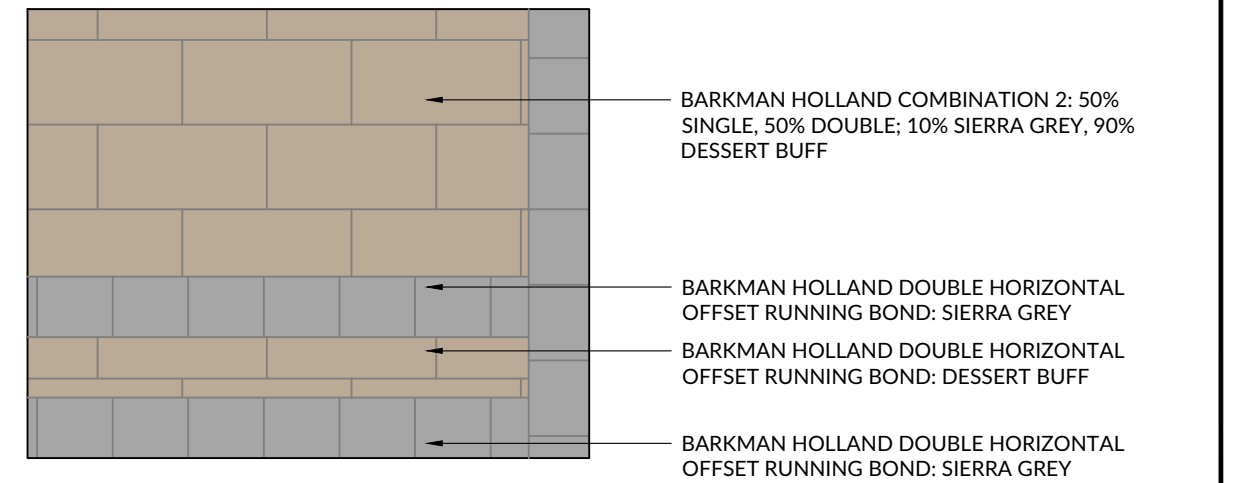 BARKMAN HOLLAND COMBINATION 2: 50%
SINGLE, 50% DOUBLE; 10% SIERRA GREY, 90%
DESSERT BUFF
BARKMAN HOLLAND DOUBLE HORIZONTAL
OFFSET RUNNING BOND: SIERRA GREY
BARKMAN HOLLAND DOUBLE HORIZONTAL
OFFSET RUNNING BOND: DESSERT BUFF
BARKMAN HOLLAND DOUBLE HORIZONTAL
OFFSET RUNNING BOND: SIERRA GREY